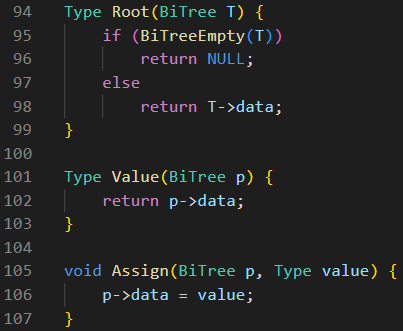 94 Type Root(BiTree T) {
95     if (BiTreeEmpty(T))
96         return NULL;
97     else
98         return T->data;
99 }
100
101 Type Value(BiTree p) {
102     return p->data;
103 }
104
105 void Assign(BiTree p, Type value) {
106     p->data = value;
107 }